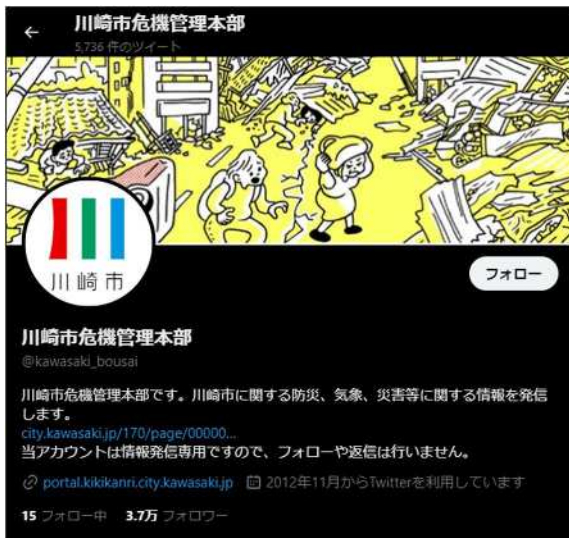 川崎市危機管理本部
5,736 件のツイート
川崎市
フォロー
川崎市危機管理本部
@kawasaki_bousai
川崎市危機管理本部です。川崎市に関する防災、気象、災害等に関する情報を発信
します。
city.kawasaki.jp/170/page/00000...
当アカウントは情報発信専用ですので、フォローや返信は行いません。
portal.kikikanri.city.kawasaki.jp 2012年11月からTwitterを利用しています
15 フォロー中 3.7万 フォロワー